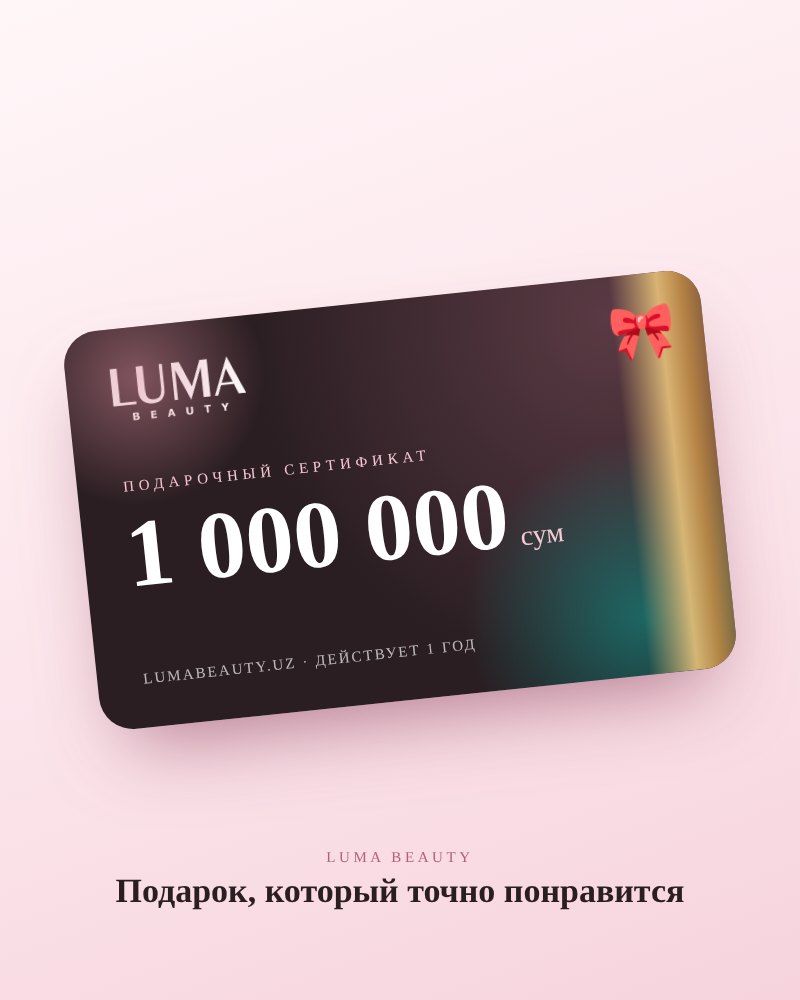 LUMA
BEAUTY
ПОДАРОЧНЫЙ СЕРТИФИКАТ
1 000 000 сум
LUMABEAUTY.UZ · ДЕЙСТВУЕТ 1 ГОД
LUMA BEAUTY
Подарок, который точно понравится